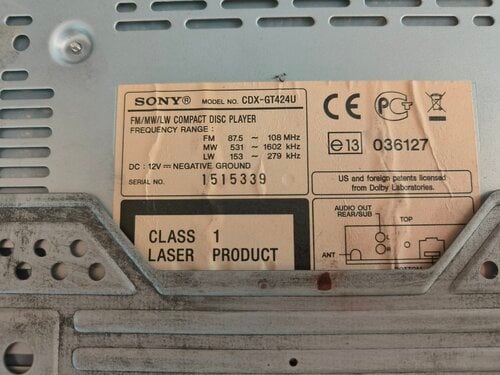 SONY® MODEL NO. CDX-GT424U
FM/MW/LW COMPACT DISC PLAYER
FREQUENCY RANGE :
FM 87.5 ~ 108 MHz
MW 531 ~ 1602 kHz
LW 153 ~ 279 kHz
DC : 12V ⎓ NEGATIVE GROUND
SERIAL NO. 1515339
CLASS 1
LASER PRODUCT
CE
e13 036127
US and foreign patents licensed
from Dolby Laboratories.
AUDIO OUT
REAR/SUB
TOP
L
R
ANT
BOTTOM